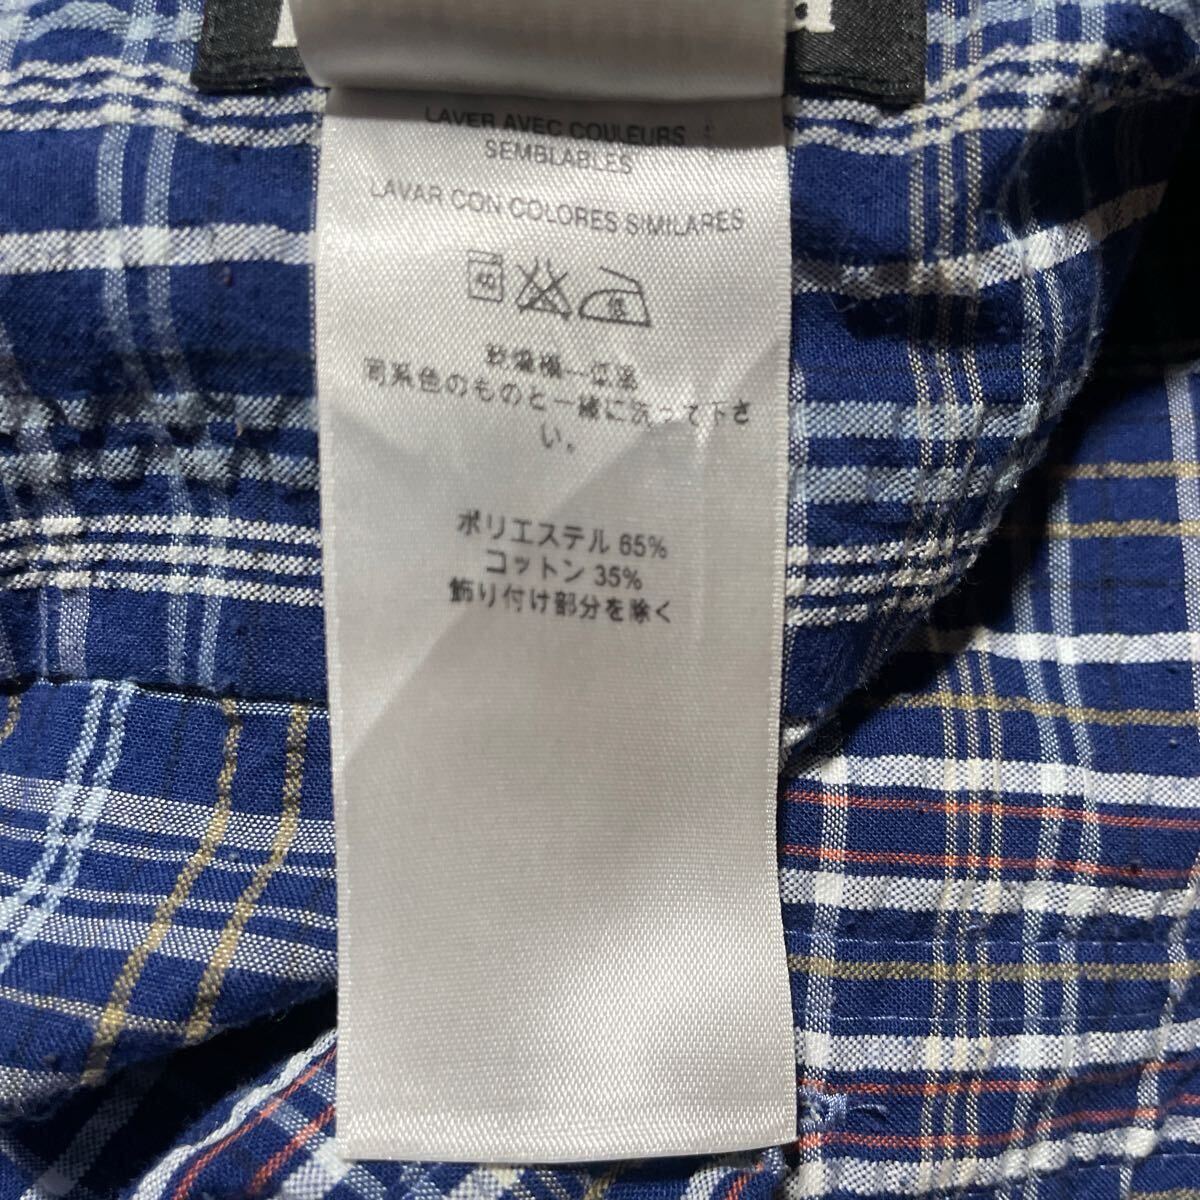 LAVER AVEC COULEURS
SEMBLABLES
LAVAR CON COLORES SIMILARES
40
低
乾燥機—低温
同系色のものと一緒に洗って下さ
い。
ポリエステル 65%
コットン 35%
飾り付け部分を除く